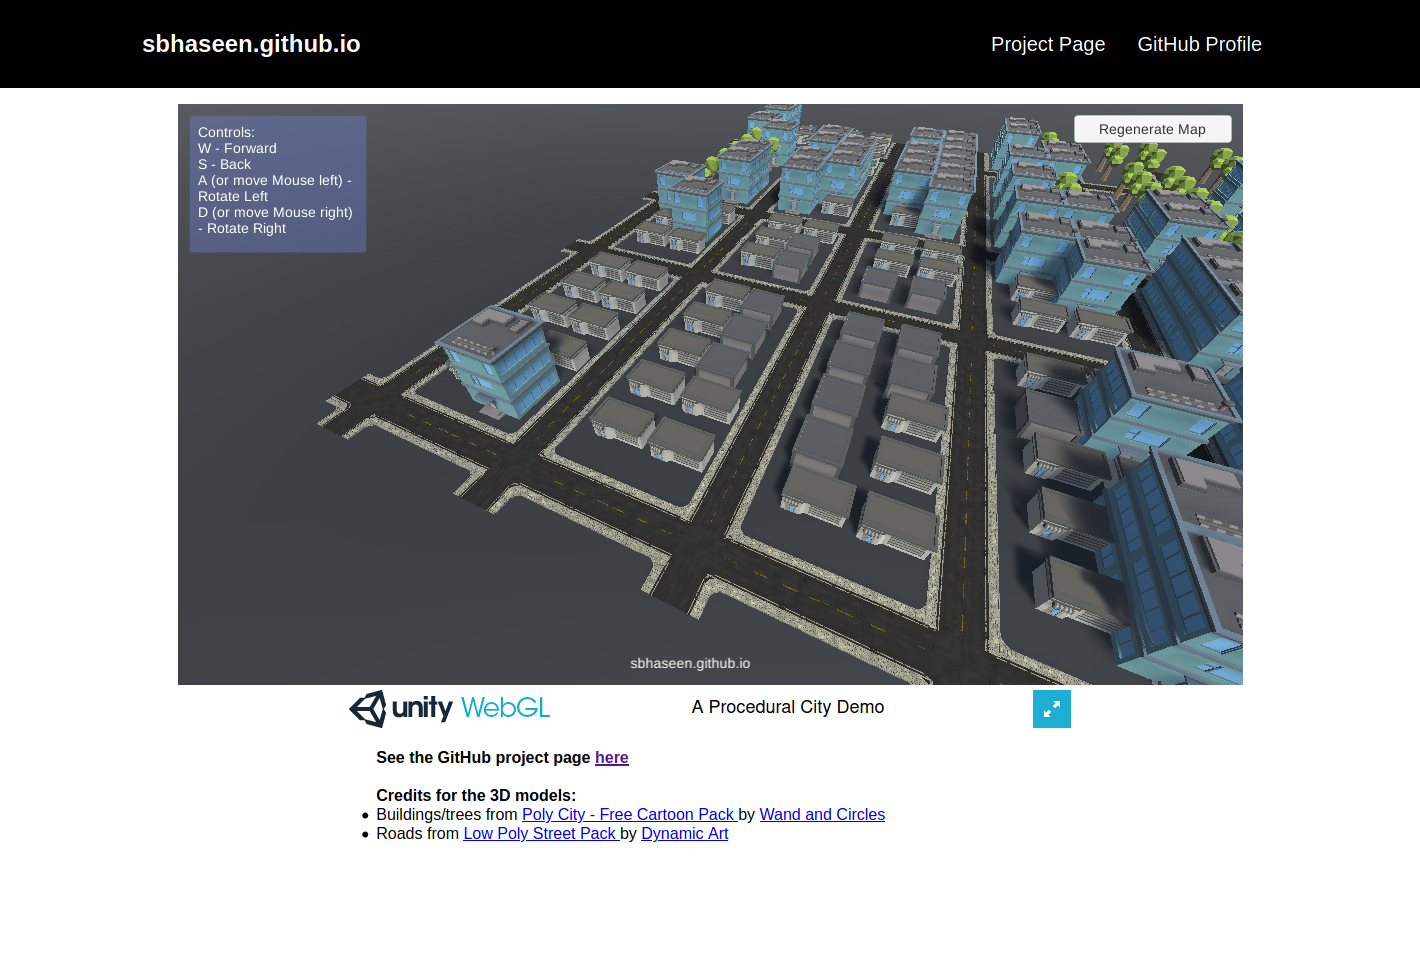 sbhaseen.github.io
Project Page
GitHub Profile
Controls:
W - Forward
S - Back
A (or move Mouse left) -
Rotate Left
D (or move Mouse right)
- Rotate Right
Regenerate Map
sbhaseen.github.io
unity WebGL
A Procedural City Demo
See the GitHub project page here
Credits for the 3D models:
Buildings/trees from Poly City - Free Cartoon Pack by Wand and Circles
Roads from Low Poly Street Pack by Dynamic Art